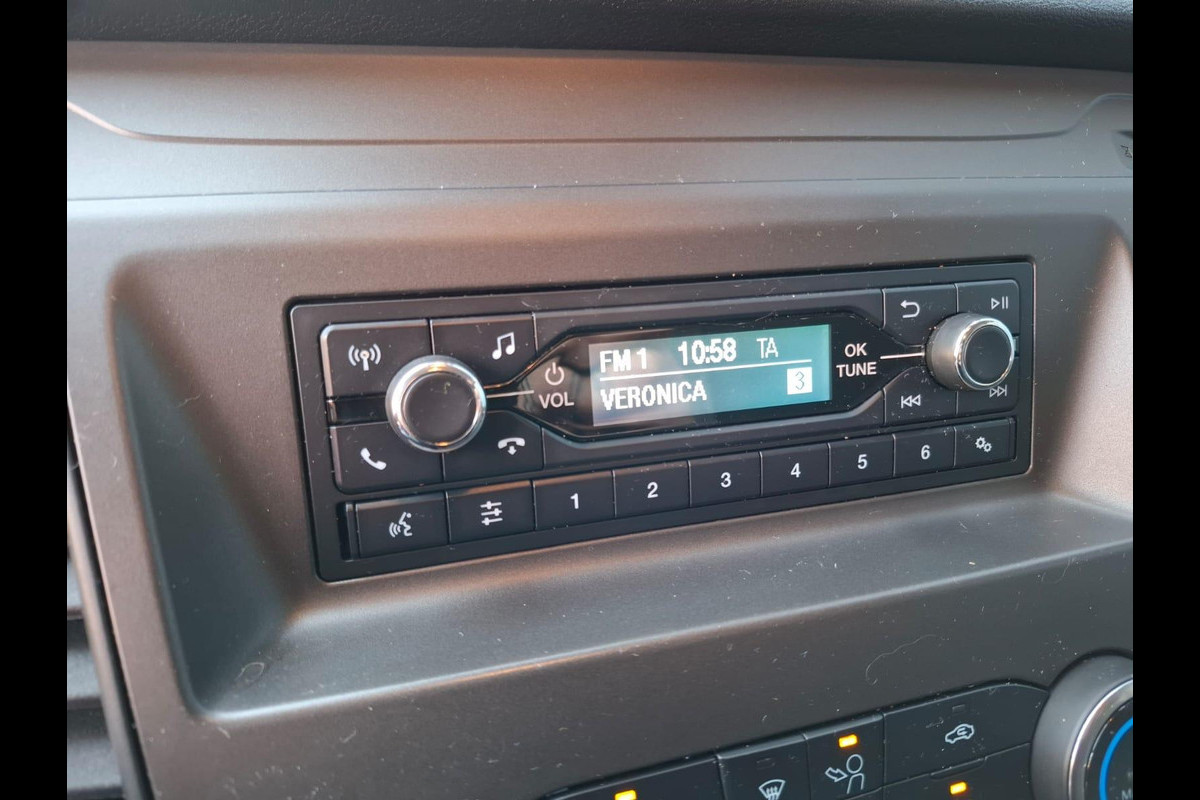 FM 1 10:58 TA
VERONICA 3
VOL
OK
TUNE
1 2 3 4 5 6